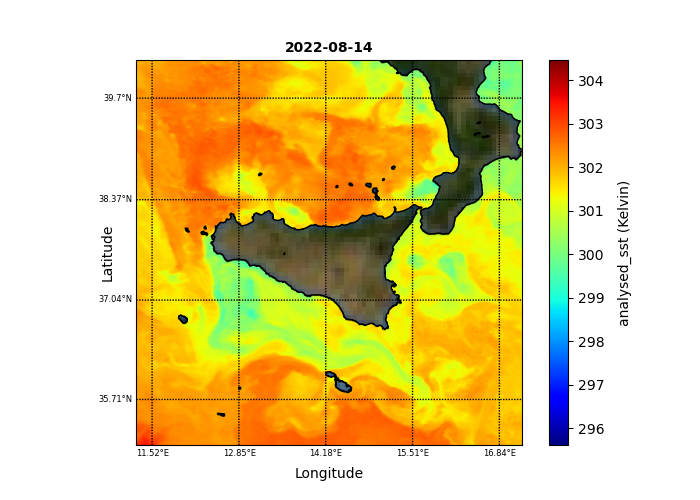 2022-08-14
39.7°N
38.37°N
37.04°N
35.71°N
Latitude
11.52°E 12.85°E 14.18°E 15.51°E 16.84°E
Longitude
304
303
302
301
300
299
298
297
296
analysed_sst (Kelvin)